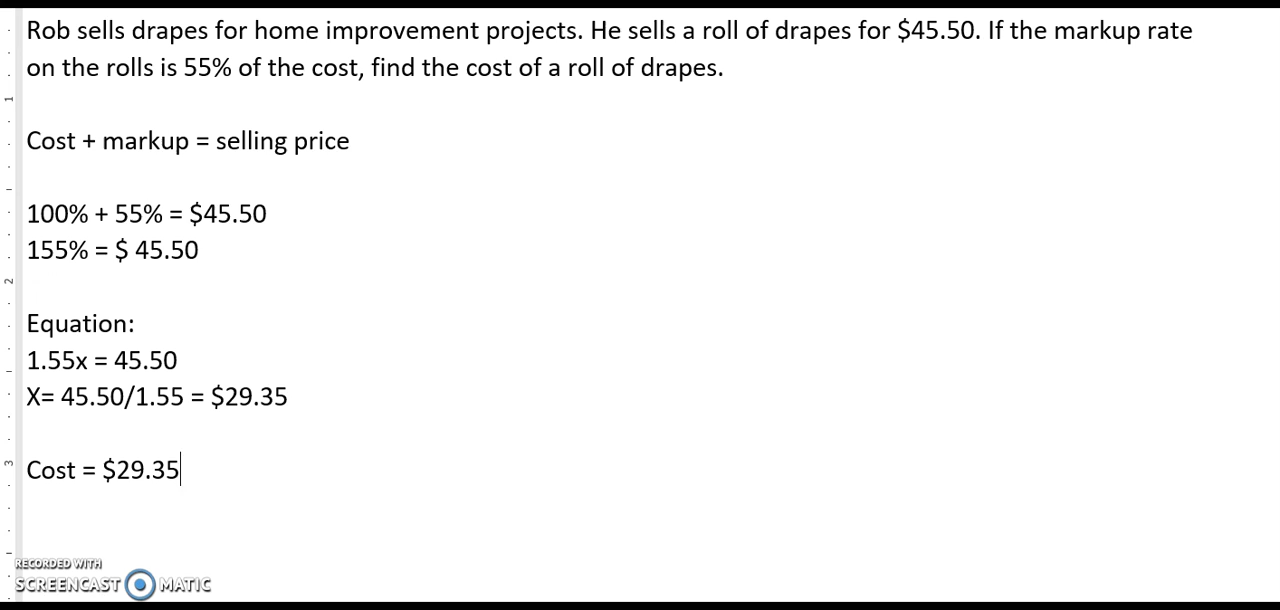 Rob sells drapes for home improvement projects. He sells a roll of drapes for $45.50. If the markup rate
on the rolls is 55% of the cost, find the cost of a roll of drapes.
1
Cost + markup = selling price
100% + 55% = $45.50
155% = $ 45.50
2
Equation:
1.55x = 45.50
X= 45.50/1.55 = $29.35
3
Cost = $29.35
RECORDED WITH
SCREENCAST MATIC